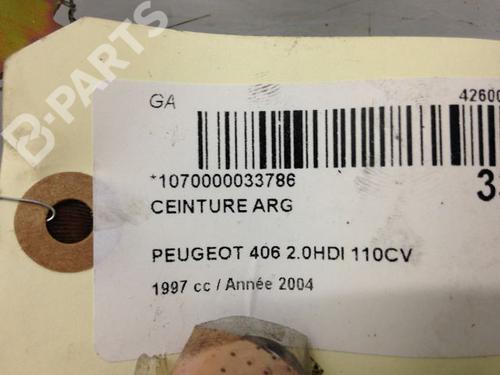 B-PARTS
GA
42600
*1070000033786
CEINTURE ARG
PEUGEOT 406 2.0HDI 110CV
1997 cc / Année 2004